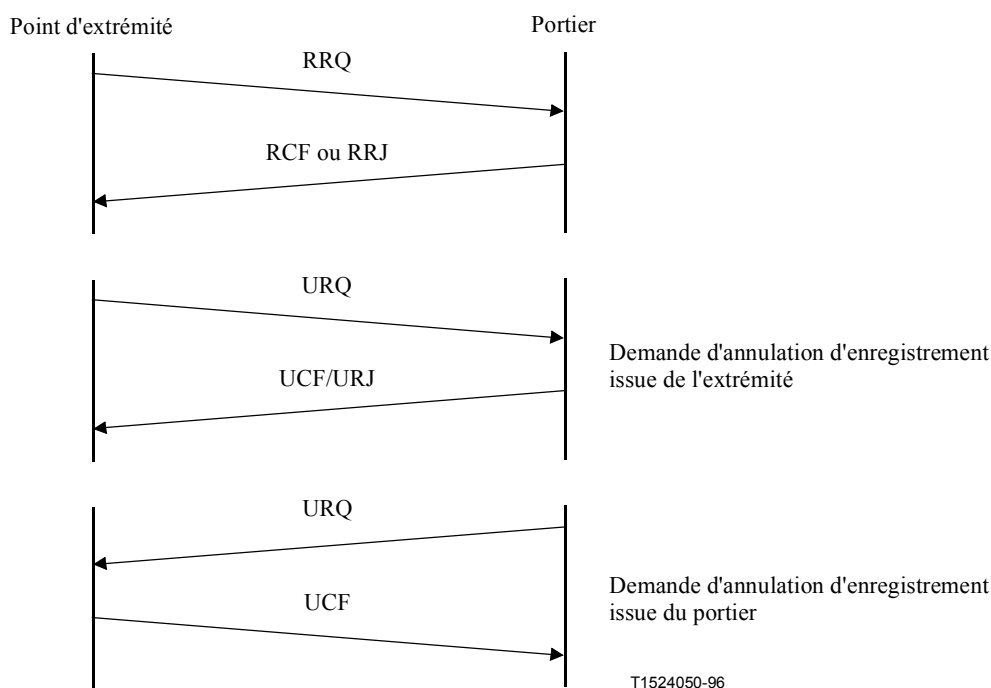 Point d'extrémité
Portier
RRQ
RCF ou RRJ
URQ
UCF/URJ
Demande d'annulation d'enregistrement
issue de l'extrémité
URQ
UCF
Demande d'annulation d'enregistrement
issue du portier
T1524050-96